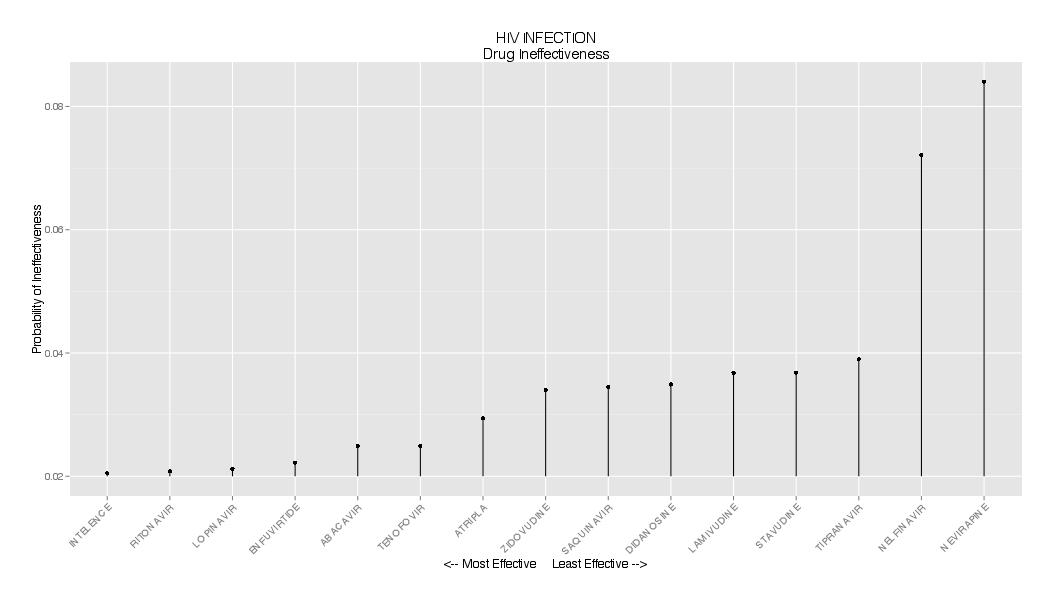 HIV INFECTION
Drug Ineffectiveness
Probability of Ineffectiveness
0.08
0.06
0.04
0.02
INTELENCE
RITONAVIR
LOPINAVIR
ENFUVIRTIDE
ABACAVIR
TENOFOVIR
ATRIPLA
ZIDOVUDINE
SAQUINAVIR
DIDANOSINE
LAMIVUDINE
STAVUDINE
TIPRANAVIR
NELFINAVIR
NEVIRAPINE
<-- Most Effective Least Effective -->